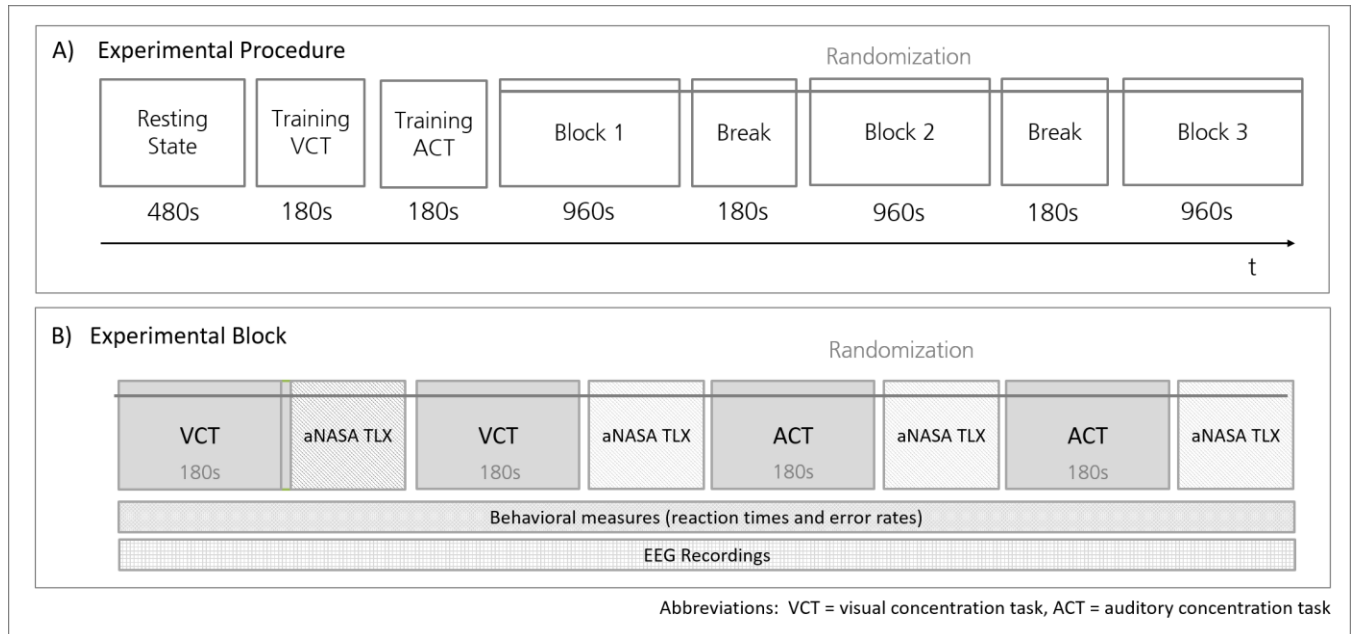 A) Experimental Procedure
Randomization
Resting
State
Training
VCT
Training
ACT
Block 1
Break
Block 2
Break
Block 3
480s 180s 180s 960s 180s 960s 180s 960s
t
B) Experimental Block
Randomization
VCT
180s
aNASA TLX
VCT
180s
aNASA TLX
ACT
180s
aNASA TLX
ACT
180s
aNASA TLX
Behavioral measures (reaction times and error rates)
EEG Recordings
Abbreviations: VCT = visual concentration task, ACT = auditory concentration task